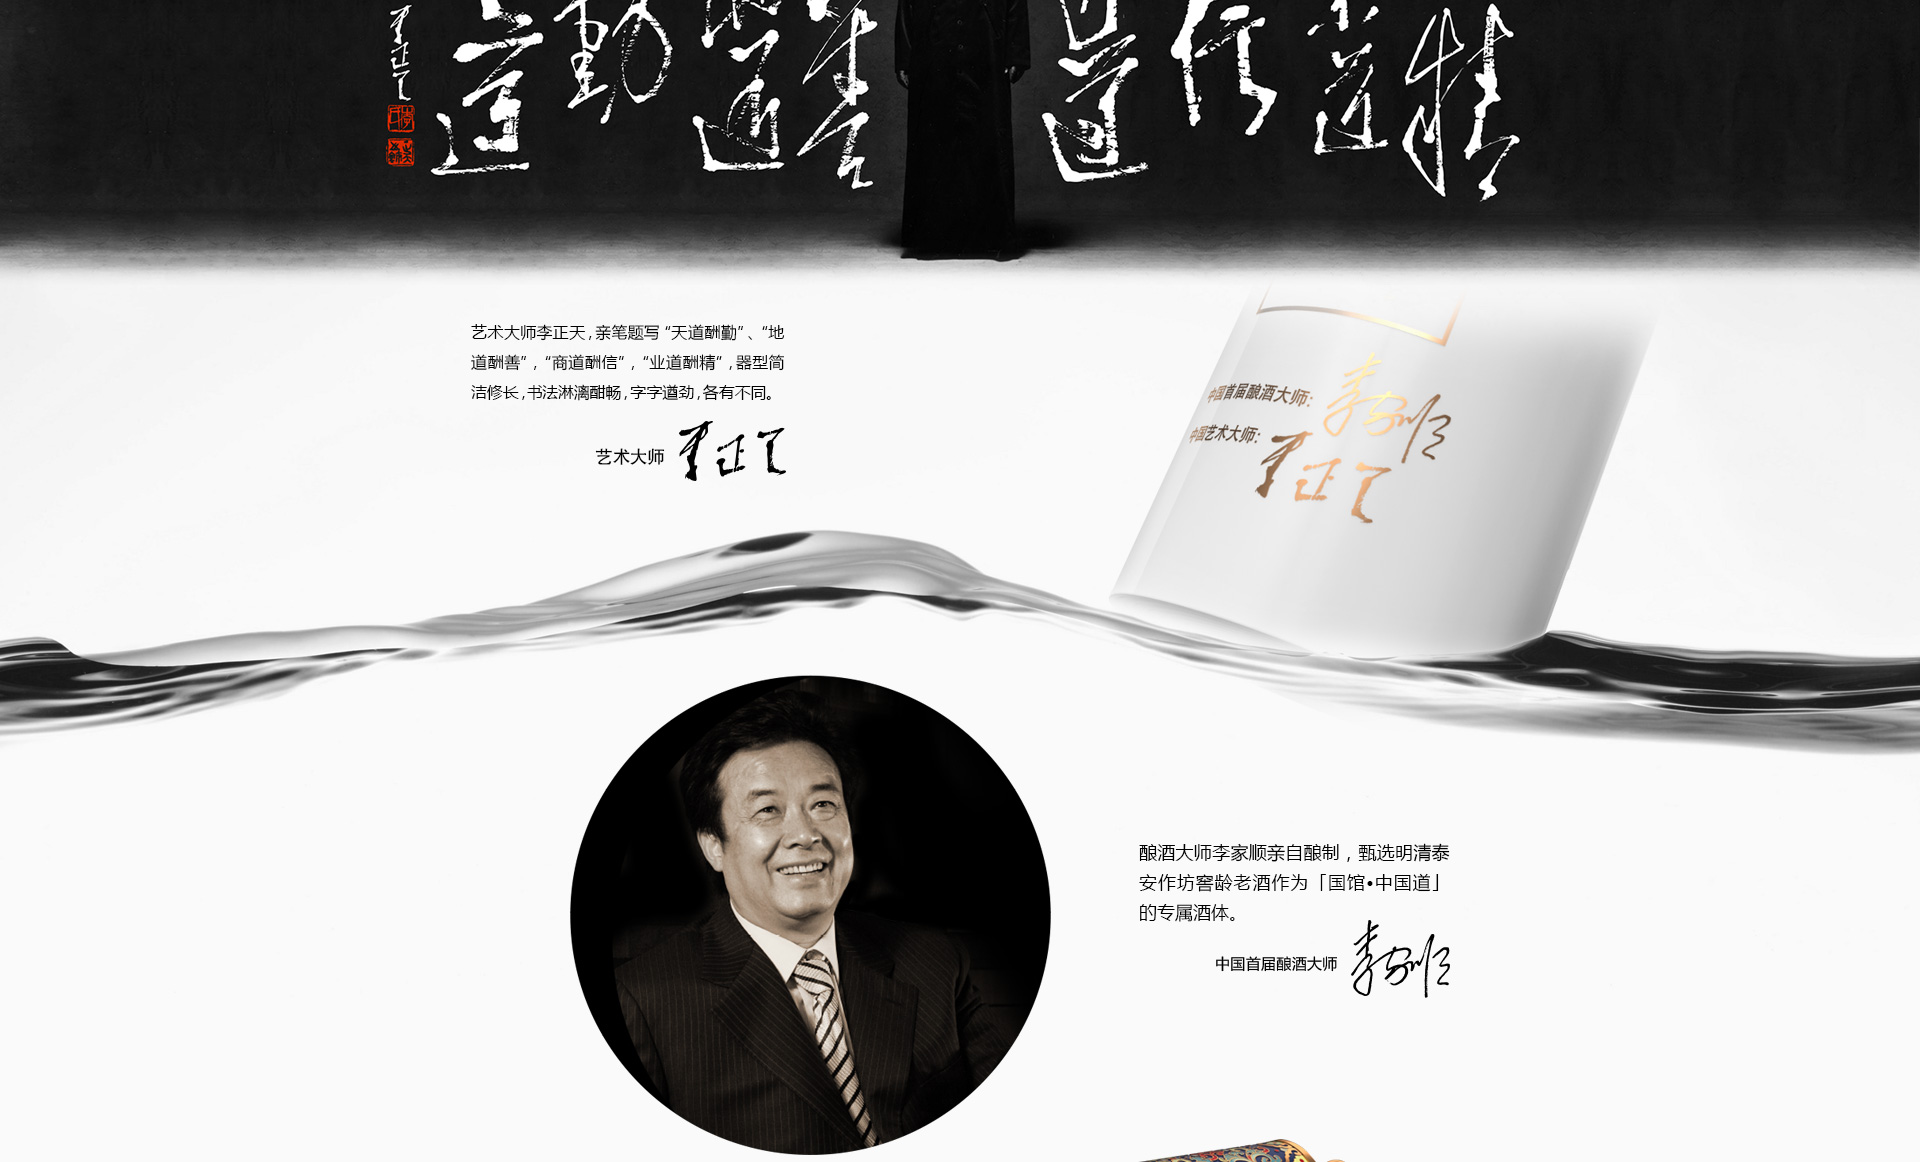 精
道
信
道
善
道
勤
道
李正天
艺术大师李正天,亲笔题写“天道酬勤”、“地
道酬善”,“商道酬信”,“业道酬精”,器型简
洁修长,书法淋漓酣畅,字字遒劲,各有不同。
艺术大师 李正天
中国首届酿酒大师: 李家顺
中国艺术大师: 李正天
酿酒大师李家顺亲自酿制，甄选明清泰
安作坊窖龄老酒作为「国馆•中国道」
的专属酒体。
中国首届酿酒大师 李家顺